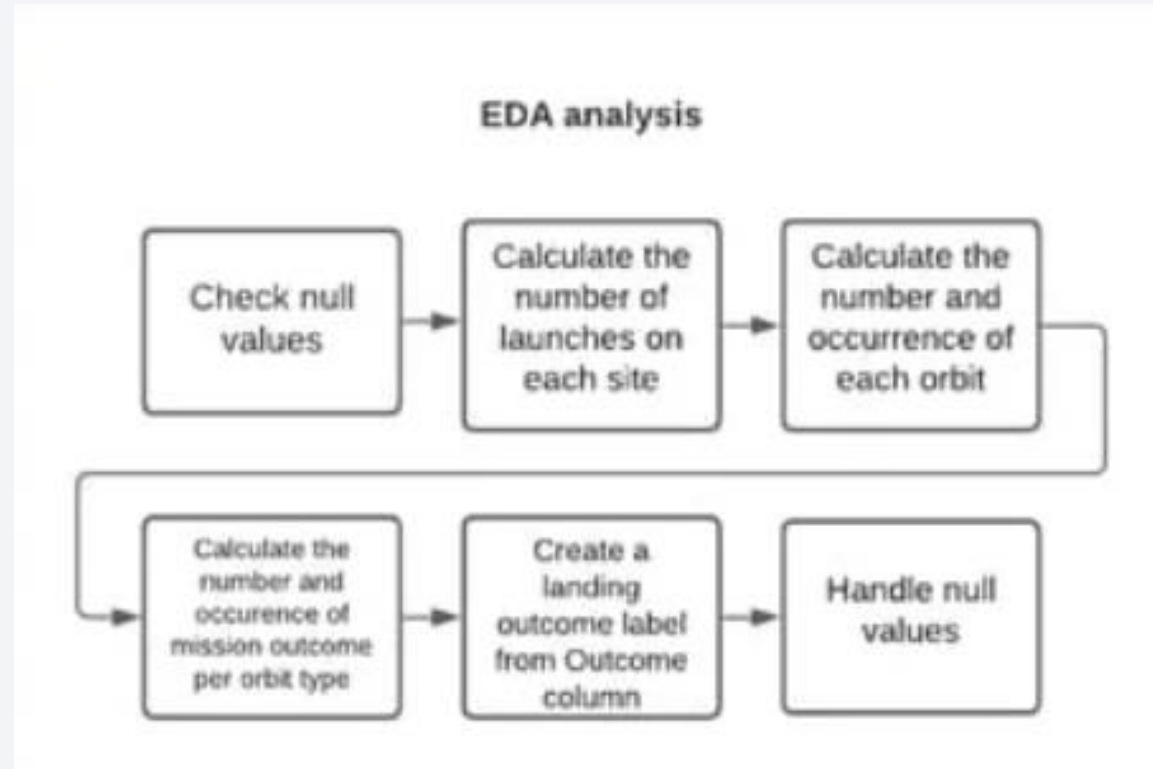 EDA analysis
Check null
values
Calculate the
number of
launches on
each site
Calculate the
number and
occurrence of
each orbit
Calculate the
number and
occurence of
mission outcome
per orbit type
Create a
landing
outcome label
from Outcome
column
Handle null
values